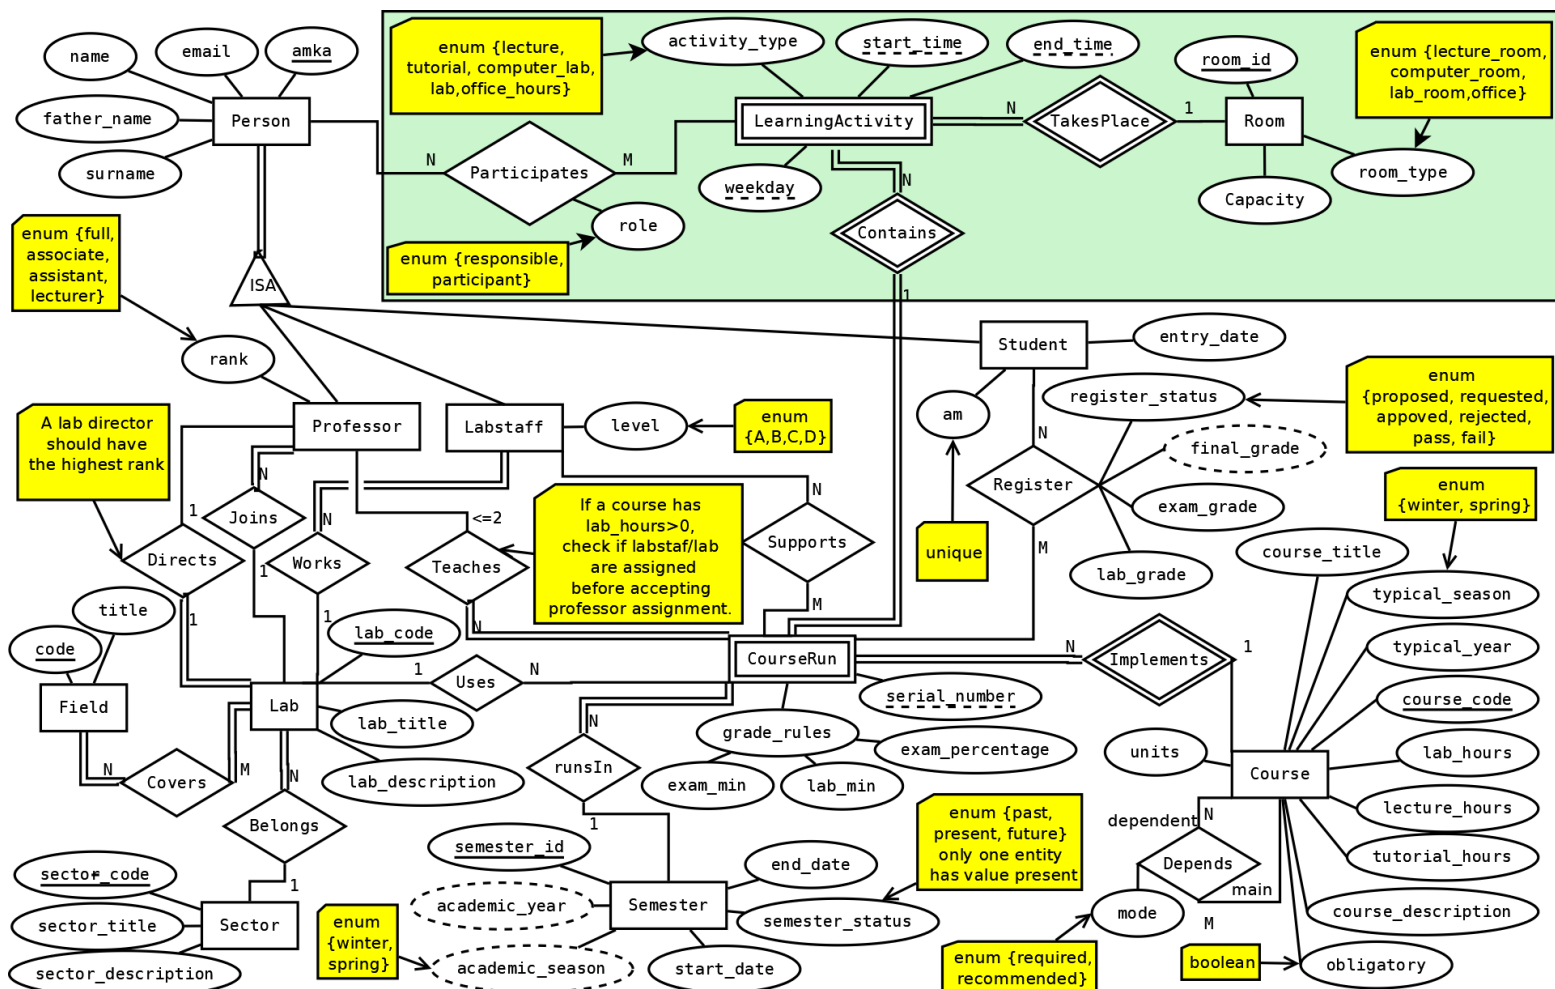 name
email
amka
father_name
surname
Person
enum {lecture,
tutorial, computer_lab,
lab,office_hours}
activity_type
start_time
end_time
room_id
enum {lecture_room,
computer_room,
lab_room,office}
LearningActivity
N
TakesPlace
1
Room
room_type
Capacity
N
Participates
M
weekday
role
N
Contains
1
enum {responsible,
participant}
enum {full,
associate,
assistant,
lecturer}
ISA
rank
Student
entry_date
am
unique
register_status
enum
{proposed, requested,
appoved, rejected,
pass, fail}
final_grade
exam_grade
lab_grade
N
Register
M
A lab director
should have
the highest rank
Professor
Labstaff
level
enum
{A,B,C,D}
1
Directs
1
N
Joins
1
N
Works
1
<=2
Teaches
N
If a course has
lab_hours>0,
check if labstaf/lab
are assigned
before accepting
professor assignment.
N
Supports
M
enum
{winter, spring}
course_title
typical_season
typical_year
course_code
lab_hours
lecture_hours
tutorial_hours
course_description
obligatory
boolean
units
Course
title
code
Field
lab_code
Lab
lab_title
lab_description
1
Uses
N
CourseRun
N
Implements
1
serial_number
grade_rules
exam_percentage
exam_min
lab_min
N
Covers
M
N
Belongs
1
N
runsIn
1
sector_code
sector_title
sector_description
Sector
semester_id
academic_year
academic_season
enum
{winter,
spring}
Semester
end_date
semester_status
start_date
enum {past,
present, future}
only one entity
has value present
dependent
N
Depends
main
M
mode
enum {required,
recommended}